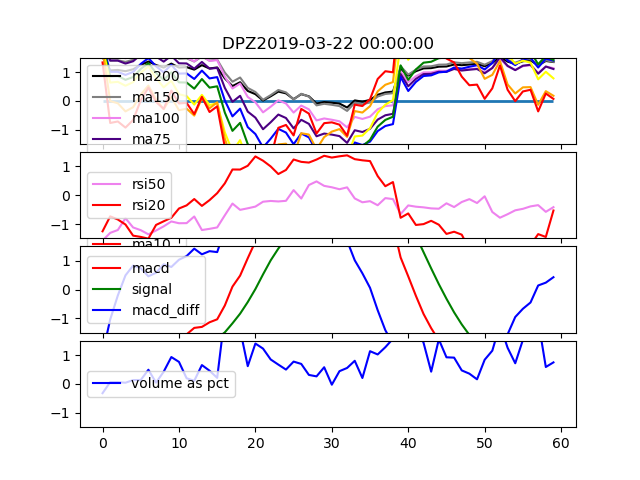 DPZ2019-03-22 00:00:00
1
0
−1
ma200
ma150
ma100
ma75
1
0
−1
rsi50
rsi20
ma10
1
0
−1
macd
signal
macd_diff
1
0
−1
volume as pct
0 10 20 30 40 50 60